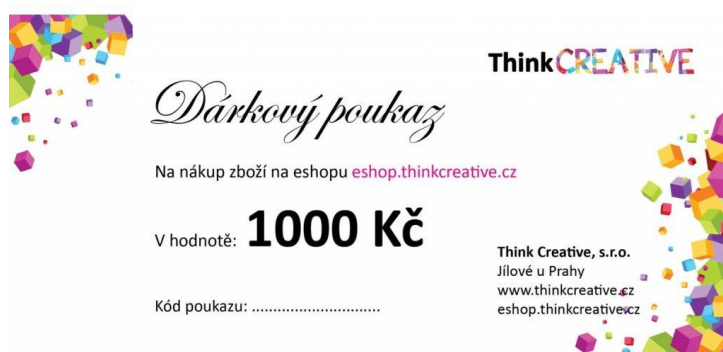 ThinkCREATIVE
Dárkový poukaz
Na nákup zboží na eshopu eshop.thinkcreative.cz
V hodnotě: 1000 Kč
Kód poukazu: ..............................
Think Creative, s.r.o.
Jílové u Prahy
www.thinkcreative.cz
eshop.thinkcreative.cz